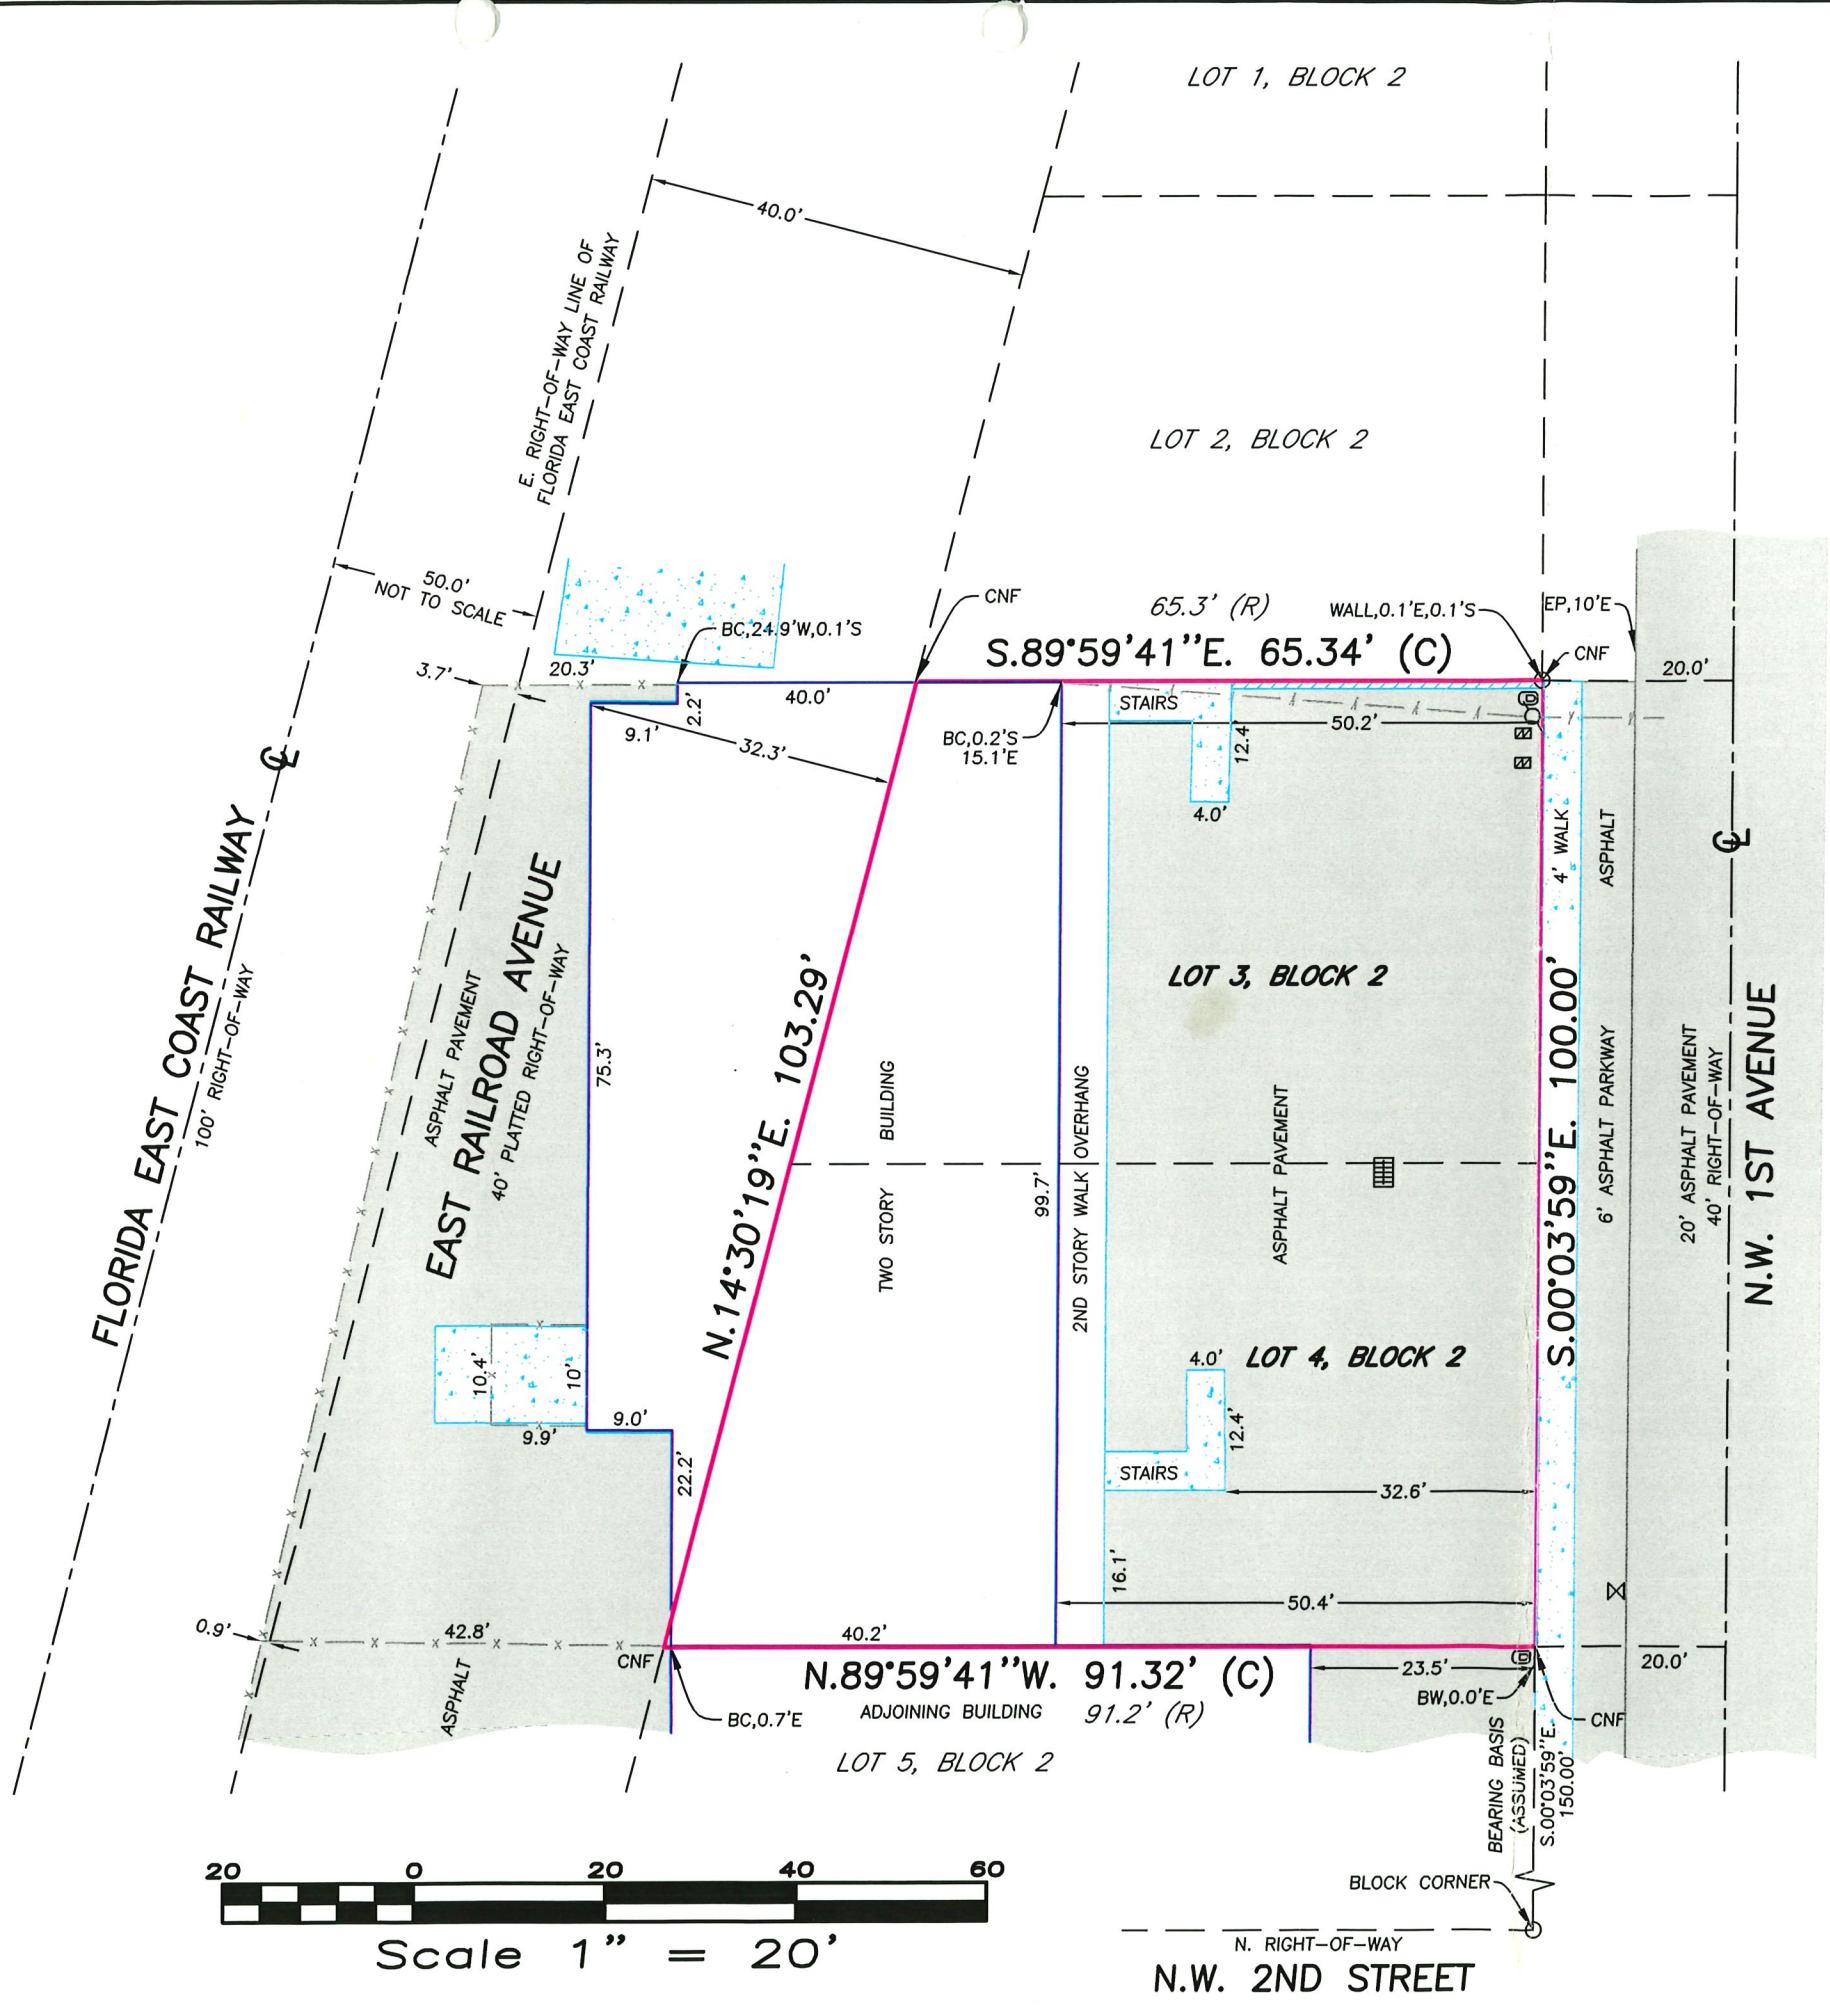 LOT 1, BLOCK 2
40.0'
E. RIGHT-OF-WAY LINE OF
FLORIDA EAST COAST RAILWAY
LOT 2, BLOCK 2
50.0'
NOT TO SCALE
CNF
65.3' (R)
WALL,0.1'E,0.1'S
EP,10'E
BC,24.9'W,0.1'S
S.89°59'41"E. 65.34' (C)
CNF
3.7'
20.3'
20.0'
40.0'
2.2'
STAIRS
50.2'
9.1'
32.3'
BC,0.2'S
15.1'E
12.4'
4.0'
℄
℄
4' WALK
ASPHALT
FLORIDA EAST COAST RAILWAY
100' RIGHT-OF-WAY
ASPHALT PAVEMENT
EAST RAILROAD AVENUE
40' PLATTED RIGHT-OF-WAY
75.3'
N.14°30'19"E. 103.29'
TWO STORY BUILDING
99.7'
2ND STORY WALK OVERHANG
LOT 3, BLOCK 2
ASPHALT PAVEMENT
S.00°03'59"E. 100.00'
6' ASPHALT PARKWAY
20' ASPHALT PAVEMENT
40' RIGHT-OF-WAY
N.W. 1ST AVENUE
10.4'
10'
9.9'
9.0'
22.2'
4.0'
LOT 4, BLOCK 2
12.4'
STAIRS
32.6'
16.1'
50.4'
0.9'
42.8'
40.2'
CNF
N.89°59'41"W. 91.32' (C)
23.5'
20.0'
ASPHALT
BC,0.7'E
ADJOINING BUILDING
91.2' (R)
BW,0.0'E
CNF
LOT 5, BLOCK 2
BEARING BASIS
(ASSUMED)
S.00°03'59"E.
150.00'
20 0 20 40 60
BLOCK CORNER
Scale 1" = 20'
N. RIGHT-OF-WAY
N.W. 2ND STREET